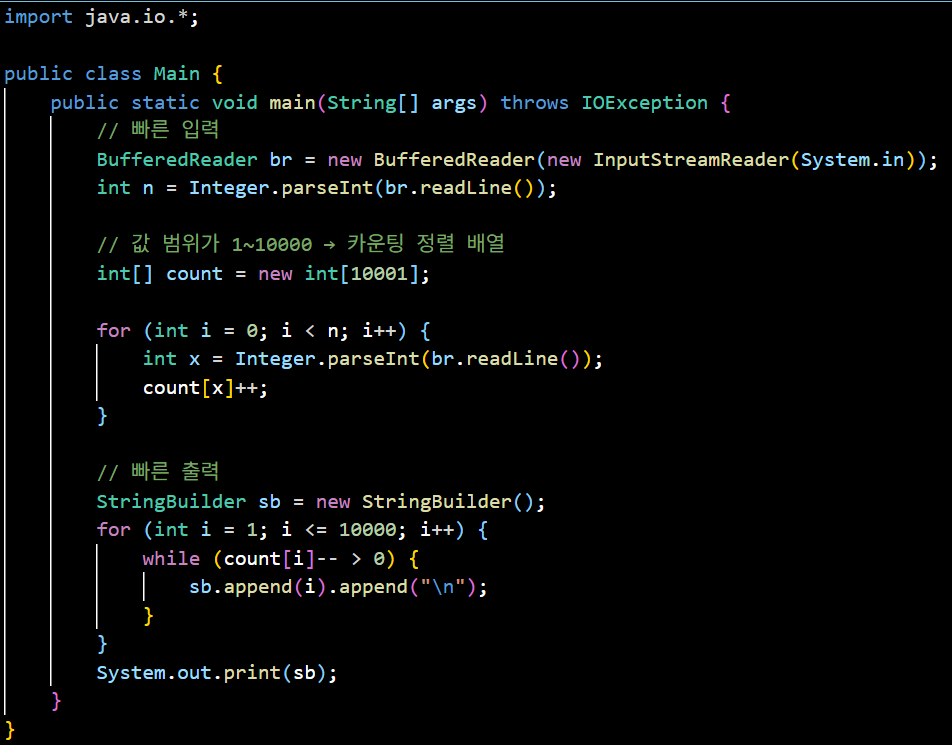 import java.io.*;
public class Main {
public static void main(String[] args) throws IOException {
// 빠른 입력
BufferedReader br = new BufferedReader(new InputStreamReader(System.in));
int n = Integer.parseInt(br.readLine());
// 값 범위가 1~10000 → 카운팅 정렬 배열
int[] count = new int[10001];
for (int i = 0; i < n; i++) {
int x = Integer.parseInt(br.readLine());
count[x]++;
}
// 빠른 출력
StringBuilder sb = new StringBuilder();
for (int i = 1; i <= 10000; i++) {
while (count[i]-- > 0) {
sb.append(i).append("\n");
}
}
System.out.print(sb);
}
}